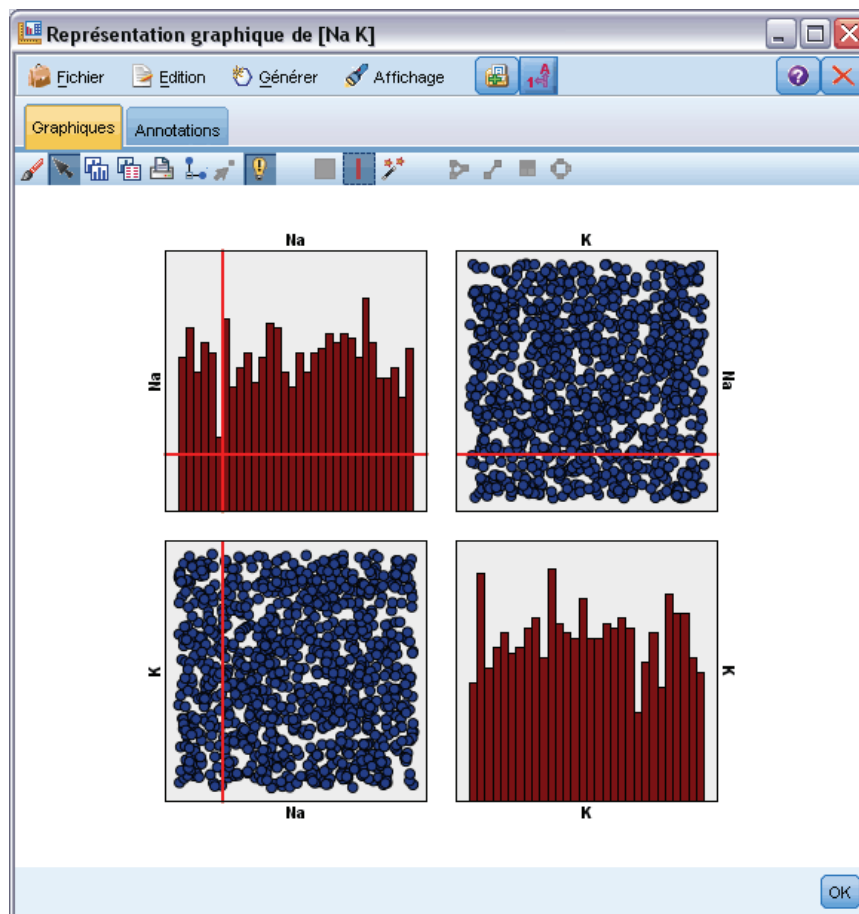 Représentation graphique de [Na K]
Fichier Edition Générer Affichage
Graphiques Annotations
Na K
Na Na
K K
Na K
OK